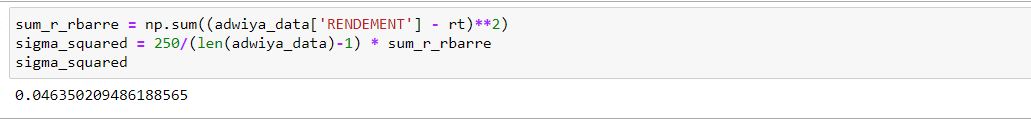 sum_r_rbarre = np.sum((adwiya_data['RENDEMENT'] - rt)**2)
sigma_squared = 250/(len(adwiya_data)-1) * sum_r_rbarre
sigma_squared
0.046350209486188565